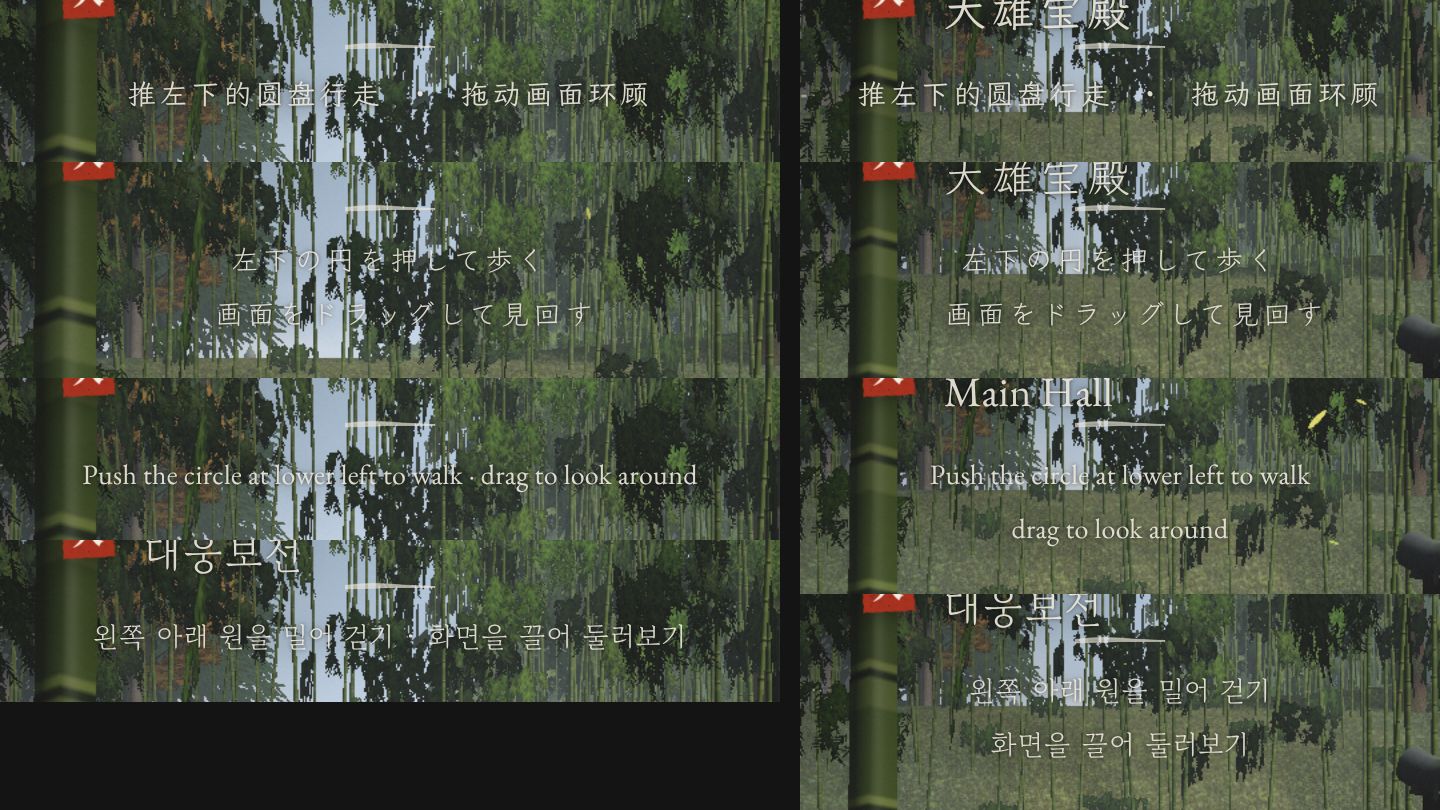 推左下的圆盘行走 · 拖动画面环顾
左下の円を押して歩く
画面をドラッグして見回す
Push the circle at lower left to walk · drag to look around
대웅보전
왼쪽 아래 원을 밀어 걷기 · 화면을 끌어 둘러보기
大雄宝殿
推左下的圆盘行走 · 拖动画面环顾
大雄宝殿
左下の円を押して歩く
画面をドラッグして見回す
Main Hall
Push the circle at lower left to walk
drag to look around
대웅보전
왼쪽 아래 원을 밀어 걷기
화면을 끌어 둘러보기